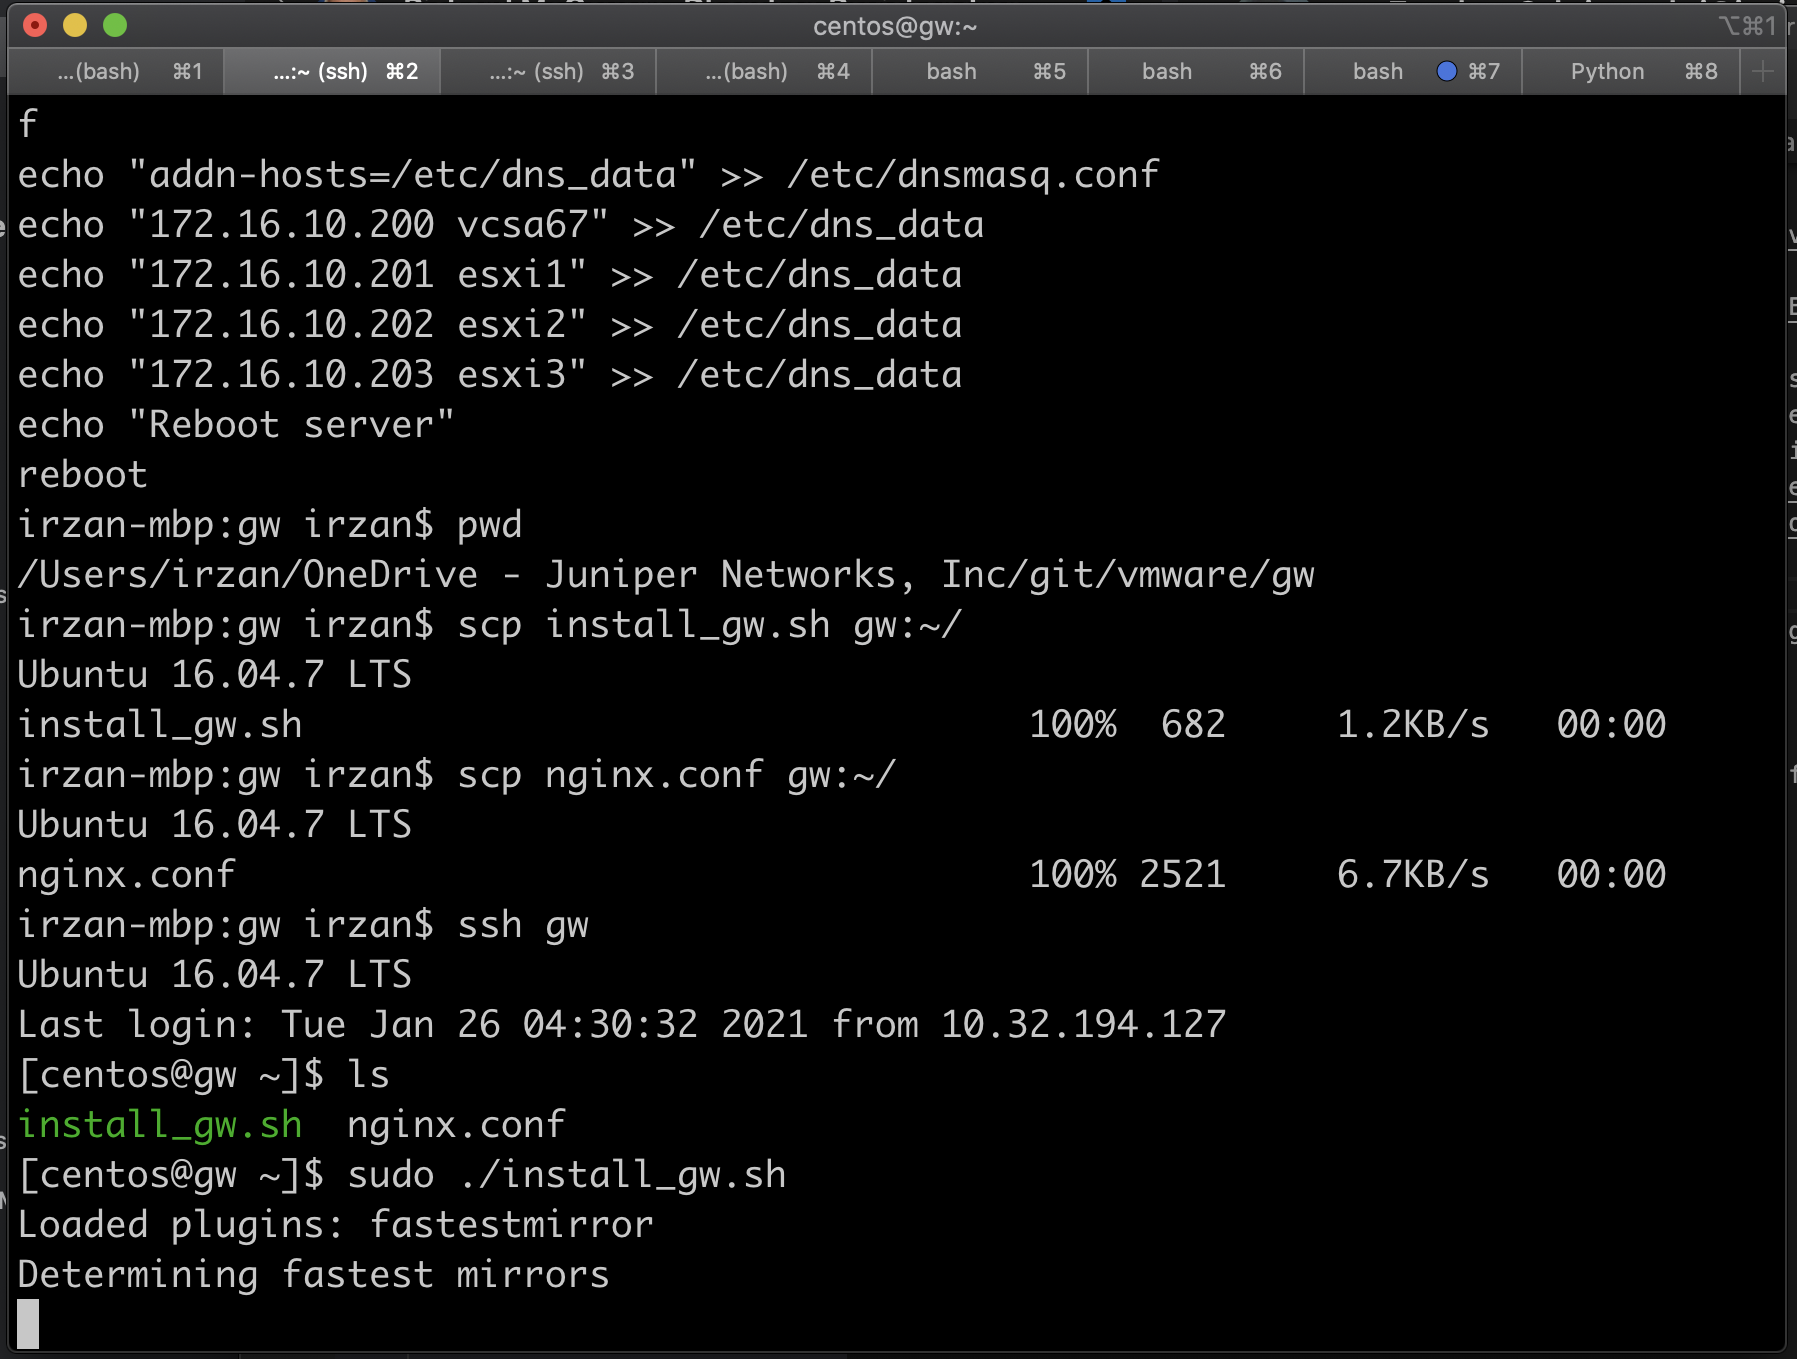 centos@gw:~
⌥⌘1
...(bash) ⌘1 ...:~ (ssh) ⌘2 ...:~ (ssh) ⌘3 ...(bash) ⌘4 bash ⌘5 bash ⌘6 bash ⌘7 Python ⌘8
f
echo "addn-hosts=/etc/dns_data" >> /etc/dnsmasq.conf
echo "172.16.10.200 vcsa67" >> /etc/dns_data
echo "172.16.10.201 esxi1" >> /etc/dns_data
echo "172.16.10.202 esxi2" >> /etc/dns_data
echo "172.16.10.203 esxi3" >> /etc/dns_data
echo "Reboot server"
reboot
irzan-mbp:gw irzan$ pwd
/Users/irzan/OneDrive - Juniper Networks, Inc/git/vmware/gw
irzan-mbp:gw irzan$ scp install_gw.sh gw:~/
Ubuntu 16.04.7 LTS
install_gw.sh 100% 682 1.2KB/s 00:00
irzan-mbp:gw irzan$ scp nginx.conf gw:~/
Ubuntu 16.04.7 LTS
nginx.conf 100% 2521 6.7KB/s 00:00
irzan-mbp:gw irzan$ ssh gw
Ubuntu 16.04.7 LTS
Last login: Tue Jan 26 04:30:32 2021 from 10.32.194.127
[centos@gw ~]$ ls
install_gw.sh nginx.conf
[centos@gw ~]$ sudo ./install_gw.sh
Loaded plugins: fastestmirror
Determining fastest mirrors